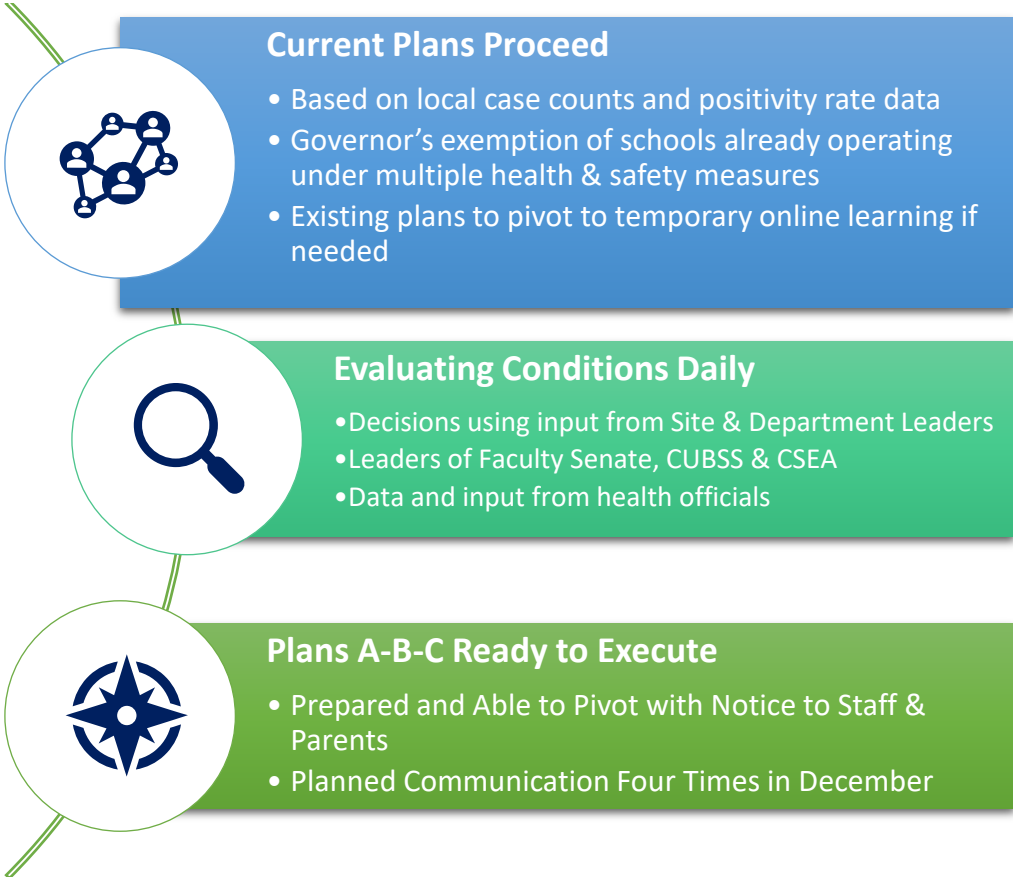 Current Plans Proceed
• Based on local case counts and positivity rate data
• Governor’s exemption of schools already operating
under multiple health & safety measures
• Existing plans to pivot to temporary online learning if
needed
Evaluating Conditions Daily
•Decisions using input from Site & Department Leaders
•Leaders of Faculty Senate, CUBSS & CSEA
•Data and input from health officials
Plans A-B-C Ready to Execute
• Prepared and Able to Pivot with Notice to Staff &
Parents
• Planned Communication Four Times in December